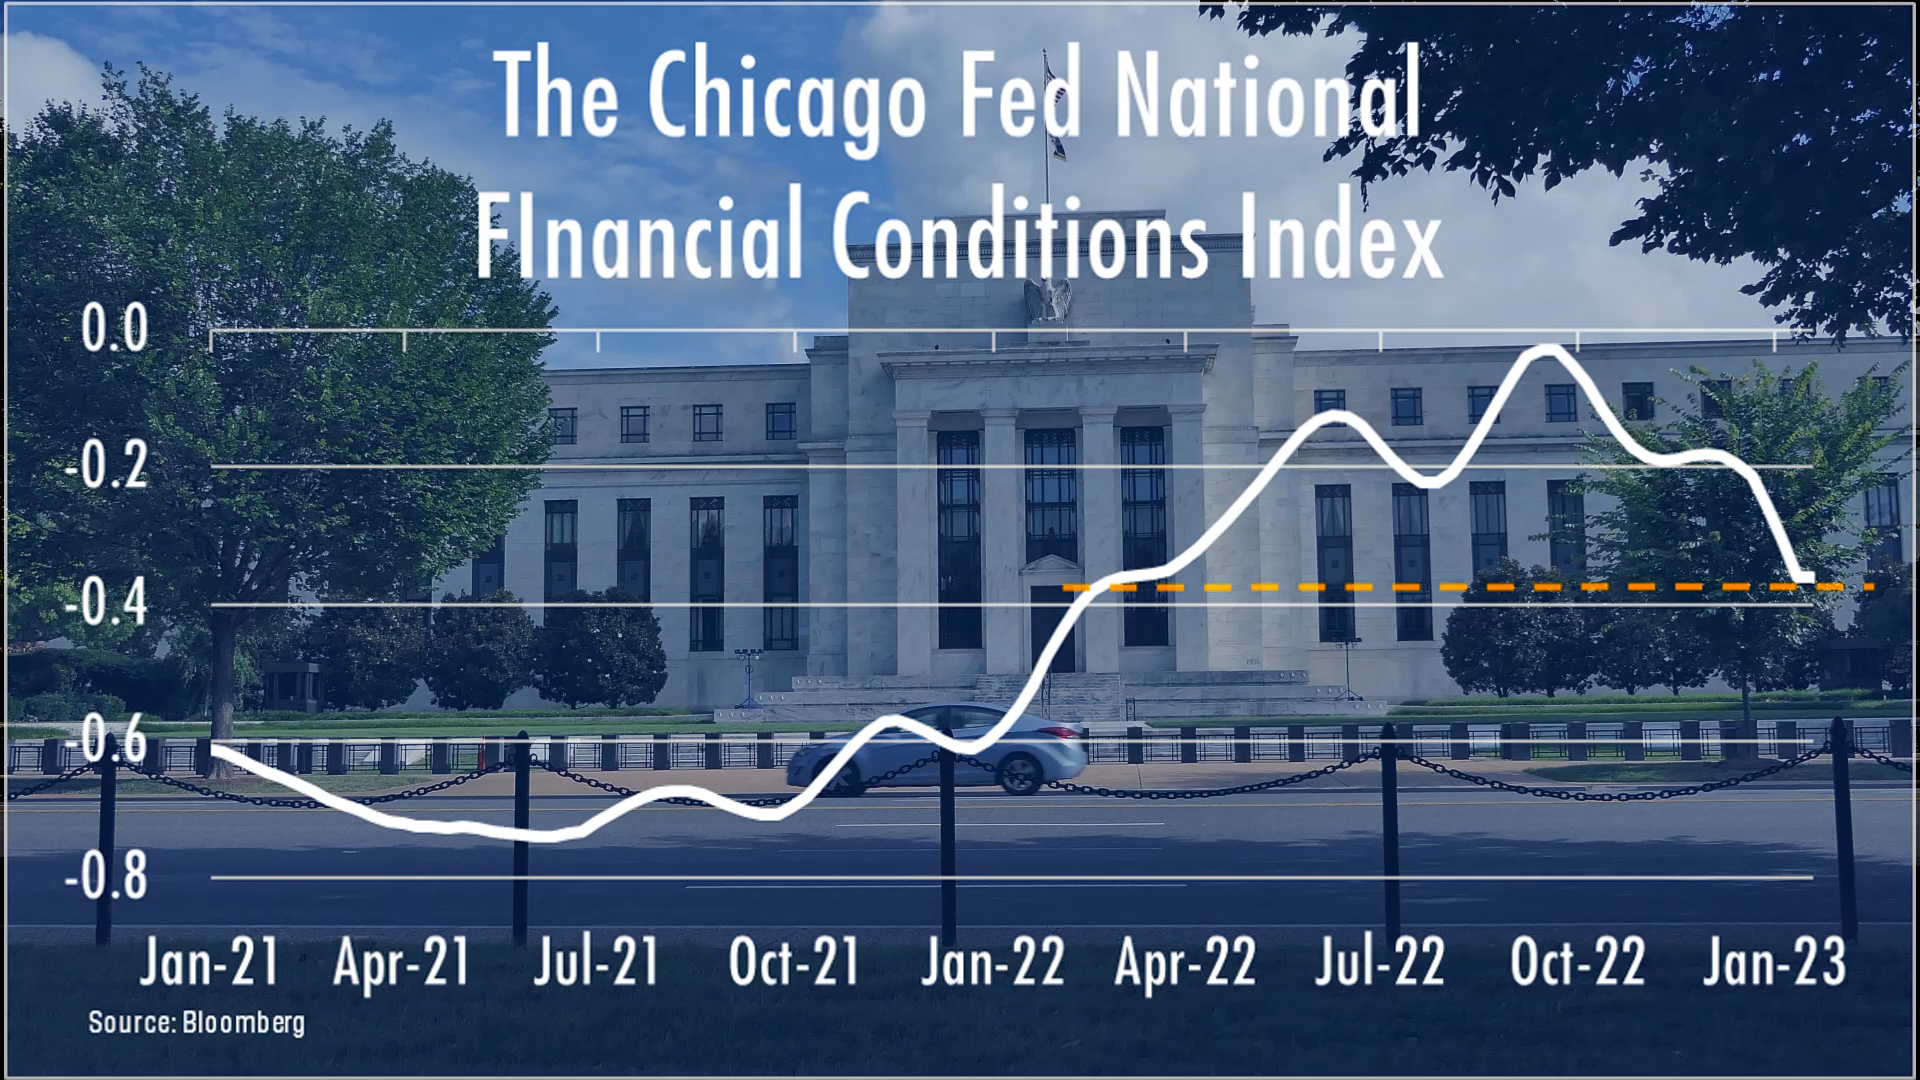 The Chicago Fed National
FInancial Conditions Index
0.0
-0.2
-0.4
-0.6
-0.8
Jan-21 Apr-21 Jul-21 Oct-21 Jan-22 Apr-22 Jul-22 Oct-22 Jan-23
Source: Bloomberg